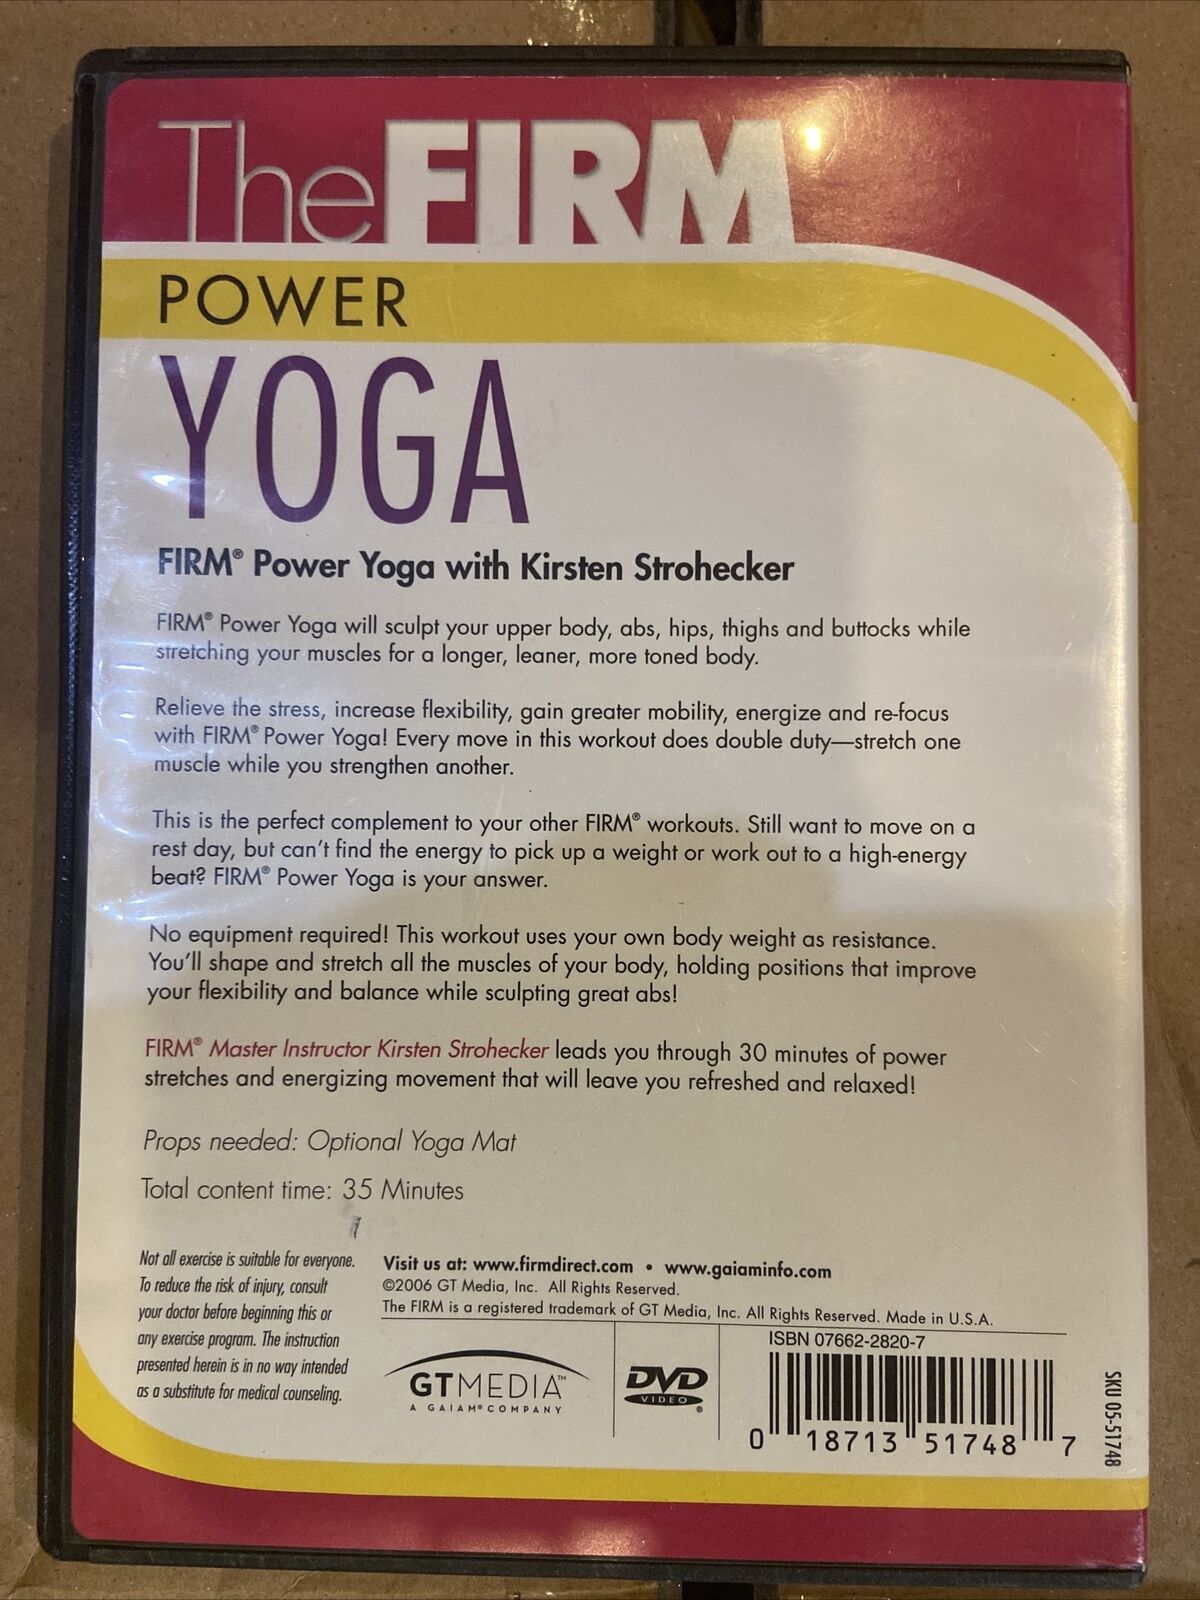 The FIRM
POWER
YOGA
FIRM® Power Yoga with Kirsten Strohecker
FIRM® Power Yoga will sculpt your upper body, abs, hips, thighs and buttocks while
stretching your muscles for a longer, leaner, more toned body.
Relieve the stress, increase flexibility, gain greater mobility, energize and re-focus
with FIRM® Power Yoga! Every move in this workout does double duty—stretch one
muscle while you strengthen another.
This is the perfect complement to your other FIRM® workouts. Still want to move on a
rest day, but can't find the energy to pick up a weight or work out to a high-energy
beat? FIRM® Power Yoga is your answer.
No equipment required! This workout uses your own body weight as resistance.
You'll shape and stretch all the muscles of your body, holding positions that improve
your flexibility and balance while sculpting great abs!
FIRM® Master Instructor Kirsten Strohecker leads you through 30 minutes of power
stretches and energizing movement that will leave you refreshed and relaxed!
Props needed: Optional Yoga Mat
Total content time: 35 Minutes
Not all exercise is suitable for everyone.
To reduce the risk of injury, consult
your doctor before beginning this or
any exercise program. The instruction
presented herein is in no way intended
as a substitute for medical counseling.
Visit us at: www.firmdirect.com • www.gaiaminfo.com
©2006 GT Media, Inc. All Rights Reserved.
The FIRM is a registered trademark of GT Media, Inc. All Rights Reserved. Made in U.S.A.
GTMEDIA™
A GAIAM® COMPANY
DVD
VIDEO ®
ISBN 07662-2820-7
0 18713 51748 7
SKU 05-51748